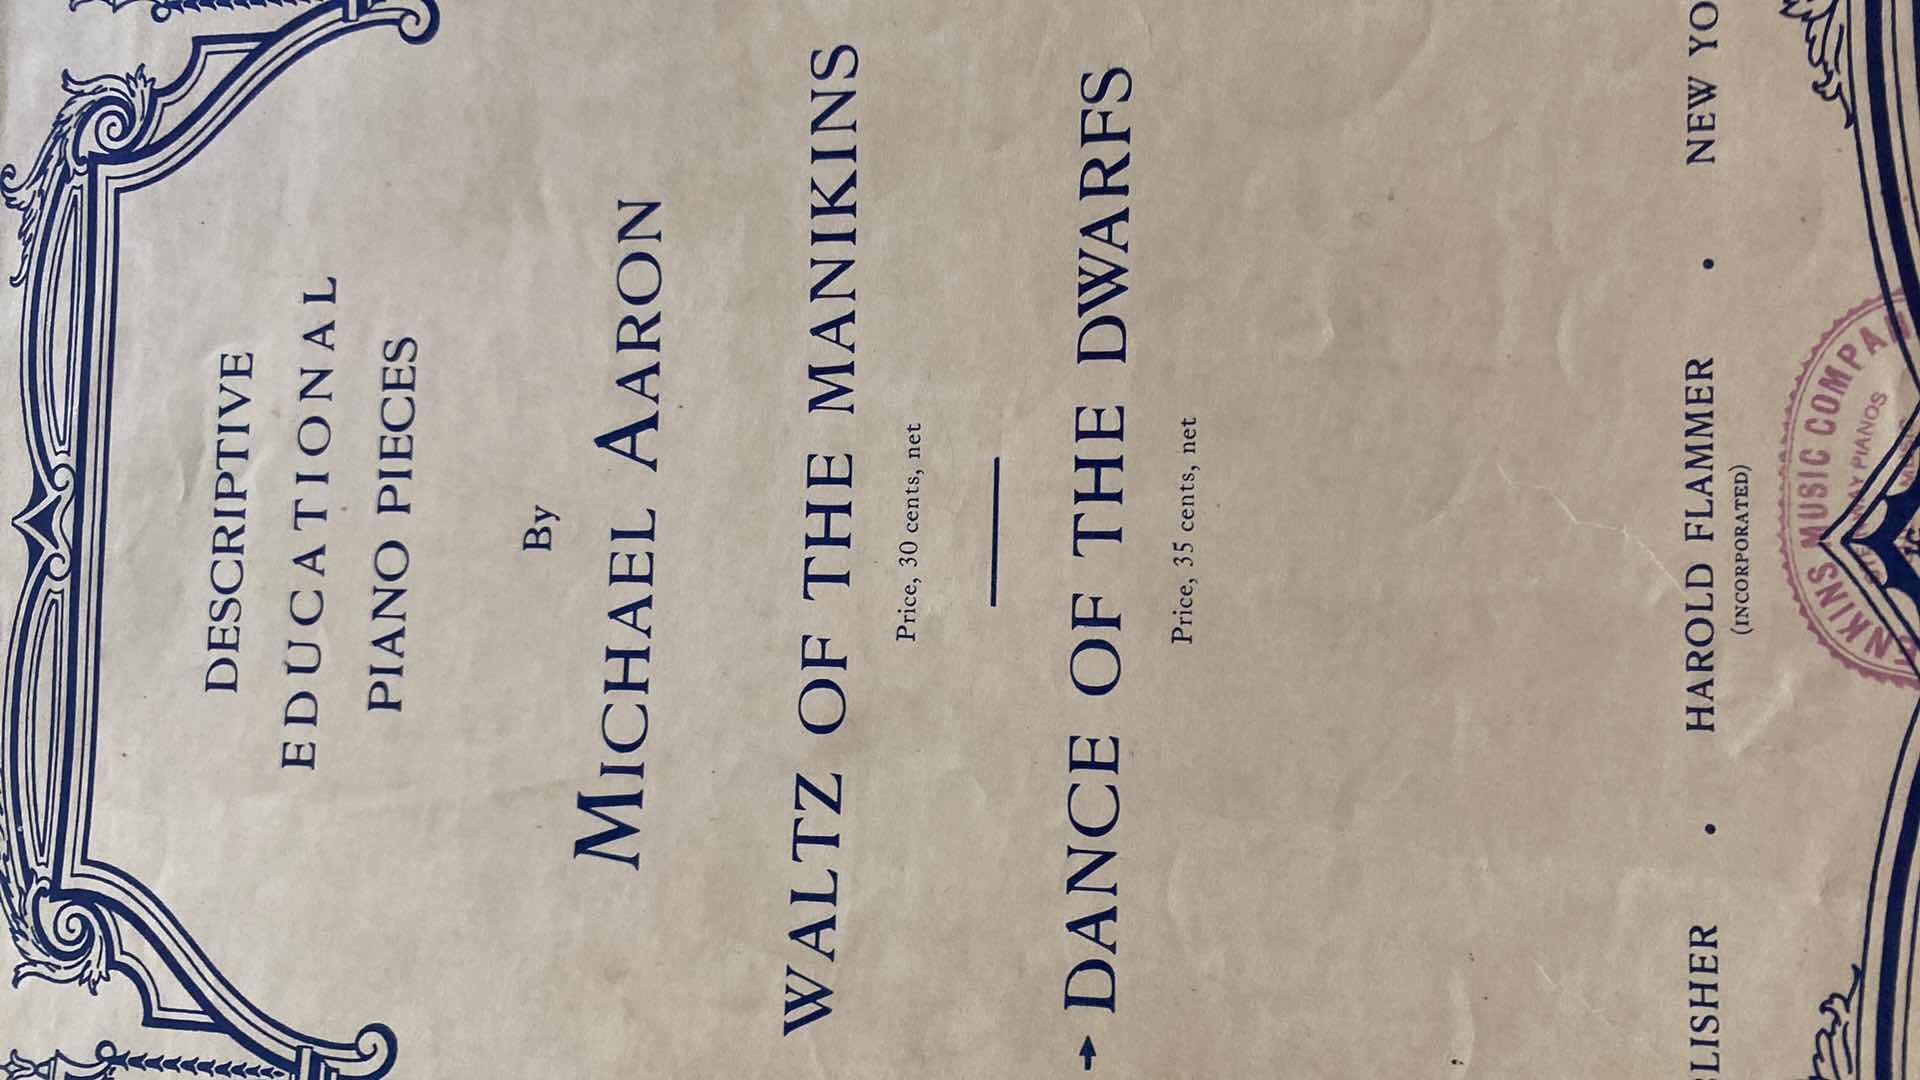 DESCRIPTIVE
EDUCATIONAL
PIANO PIECES
By
MICHAEL AARON
WALTZ OF THE MANIKINS
Price, 30 cents, net
DANCE OF THE DWARFS
Price, 35 cents, net
LISHER • HAROLD FLAMMER • NEW YO
(INCORPORATED)
NKINS MUSIC COMPA
PIANOS